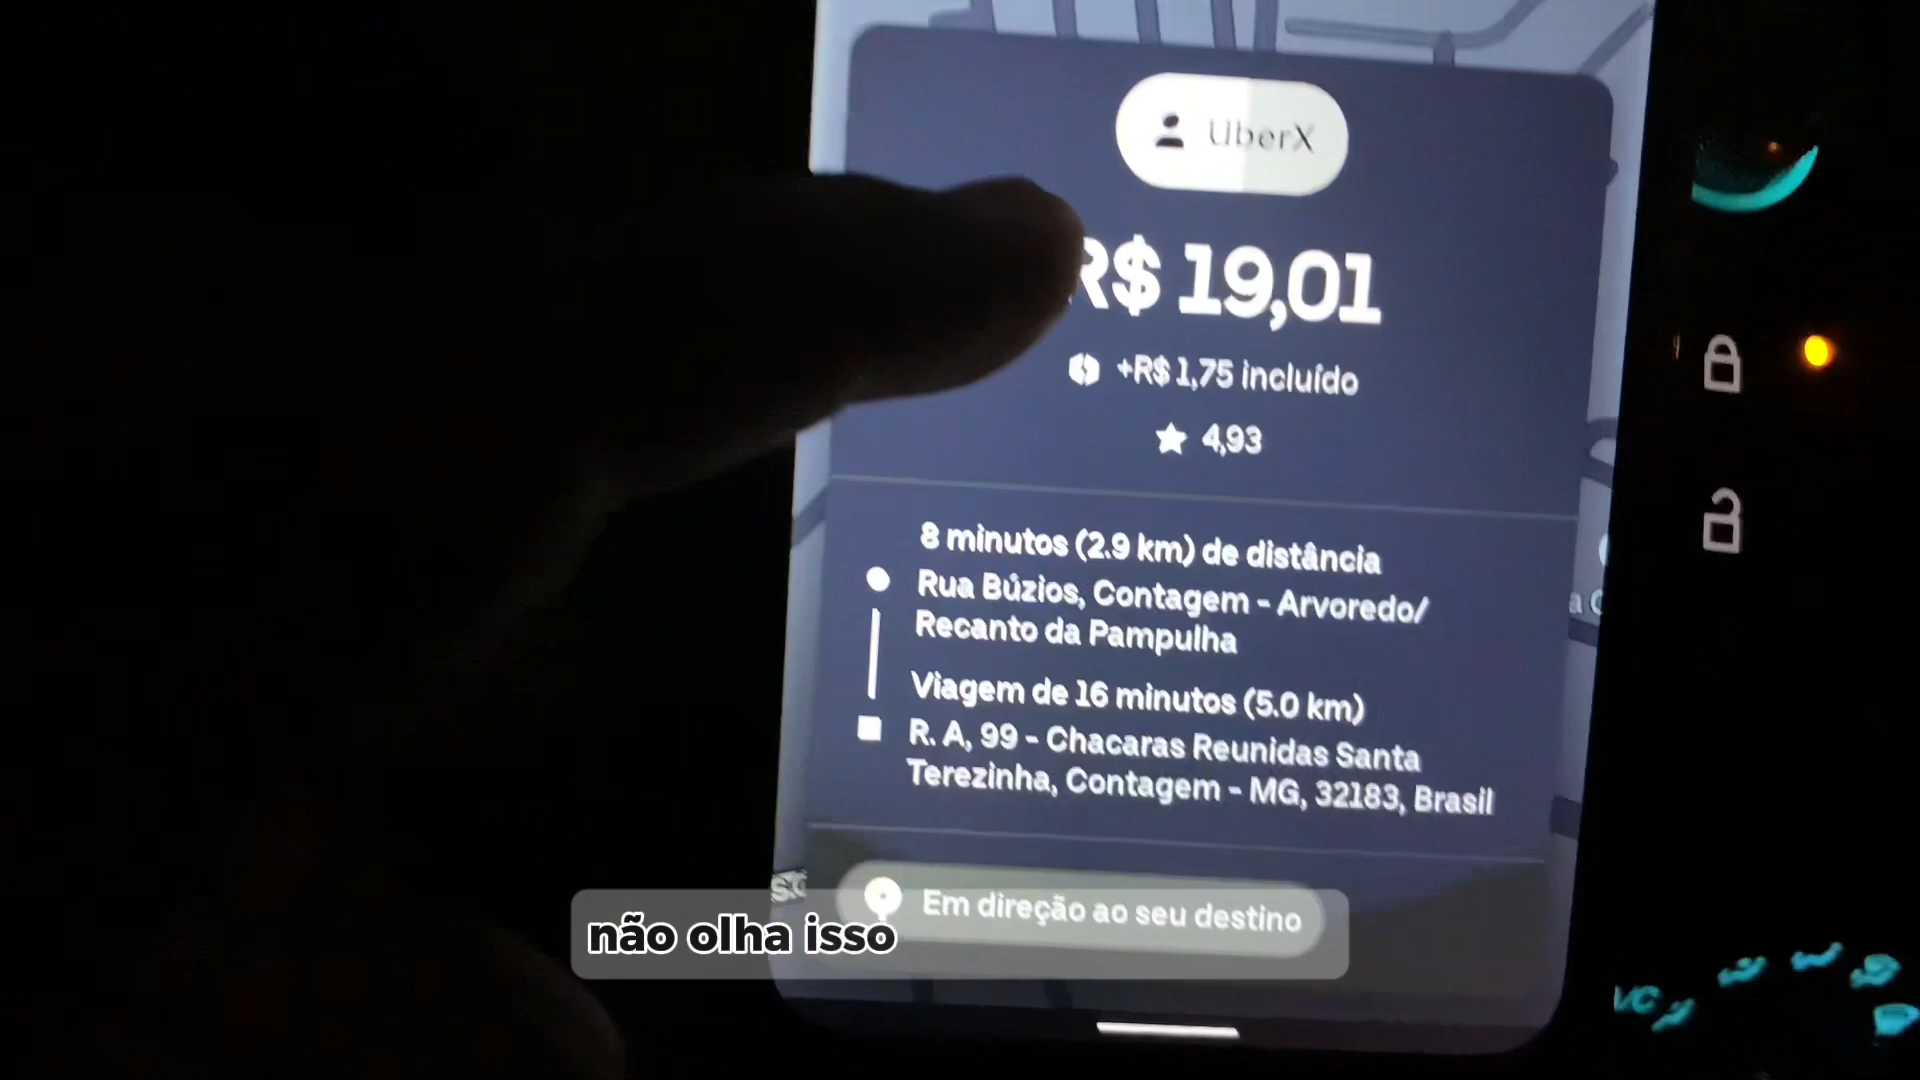 UberX
R$ 19,01
+R$ 1,75 incluído
4,93
8 minutos (2.9 km) de distância
Rua Búzios, Contagem - Arvoredo/
Recanto da Pampulha
Viagem de 16 minutos (5.0 km)
R. A, 99 - Chacaras Reunidas Santa
Terezinha, Contagem - MG, 32183, Brasil
Em direção ao seu destino
não olha isso